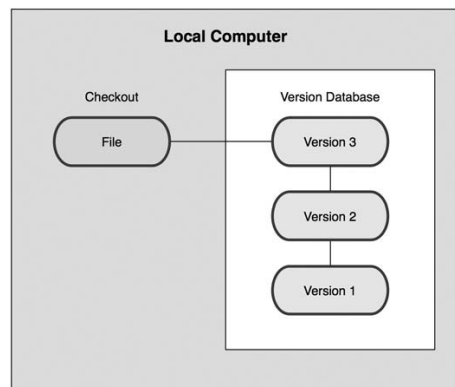 Local Computer
Checkout
Version Database
File
Version 3
Version 2
Version 1